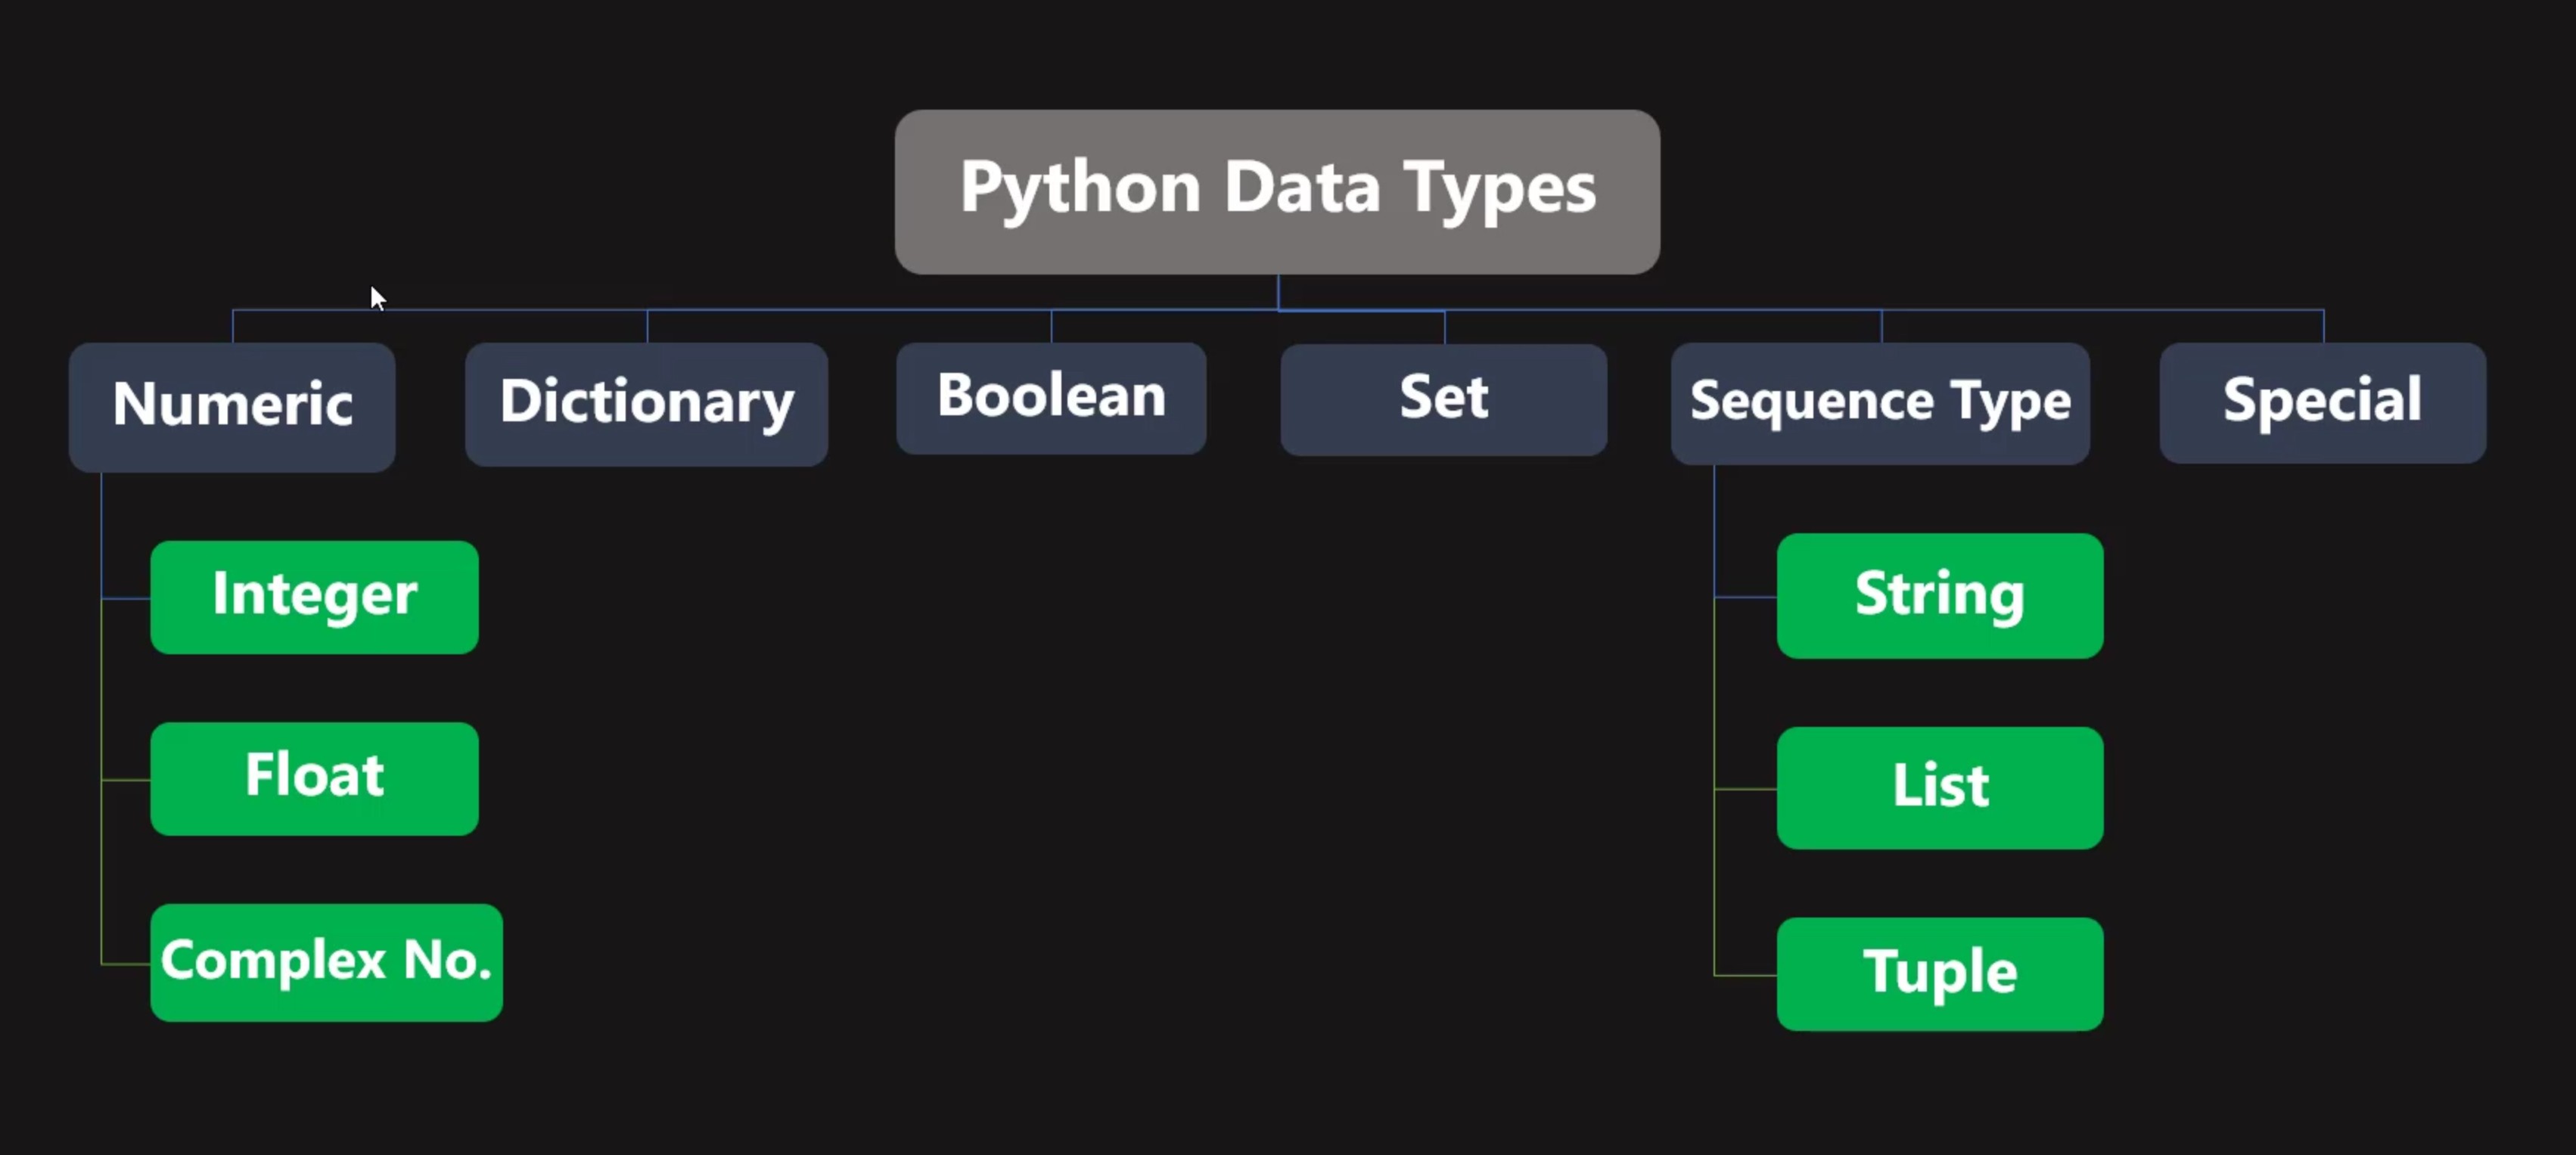 Python Data Types
Numeric
Dictionary
Boolean
Set
Sequence Type
Special
Integer
Float
Complex No.
String
List
Tuple